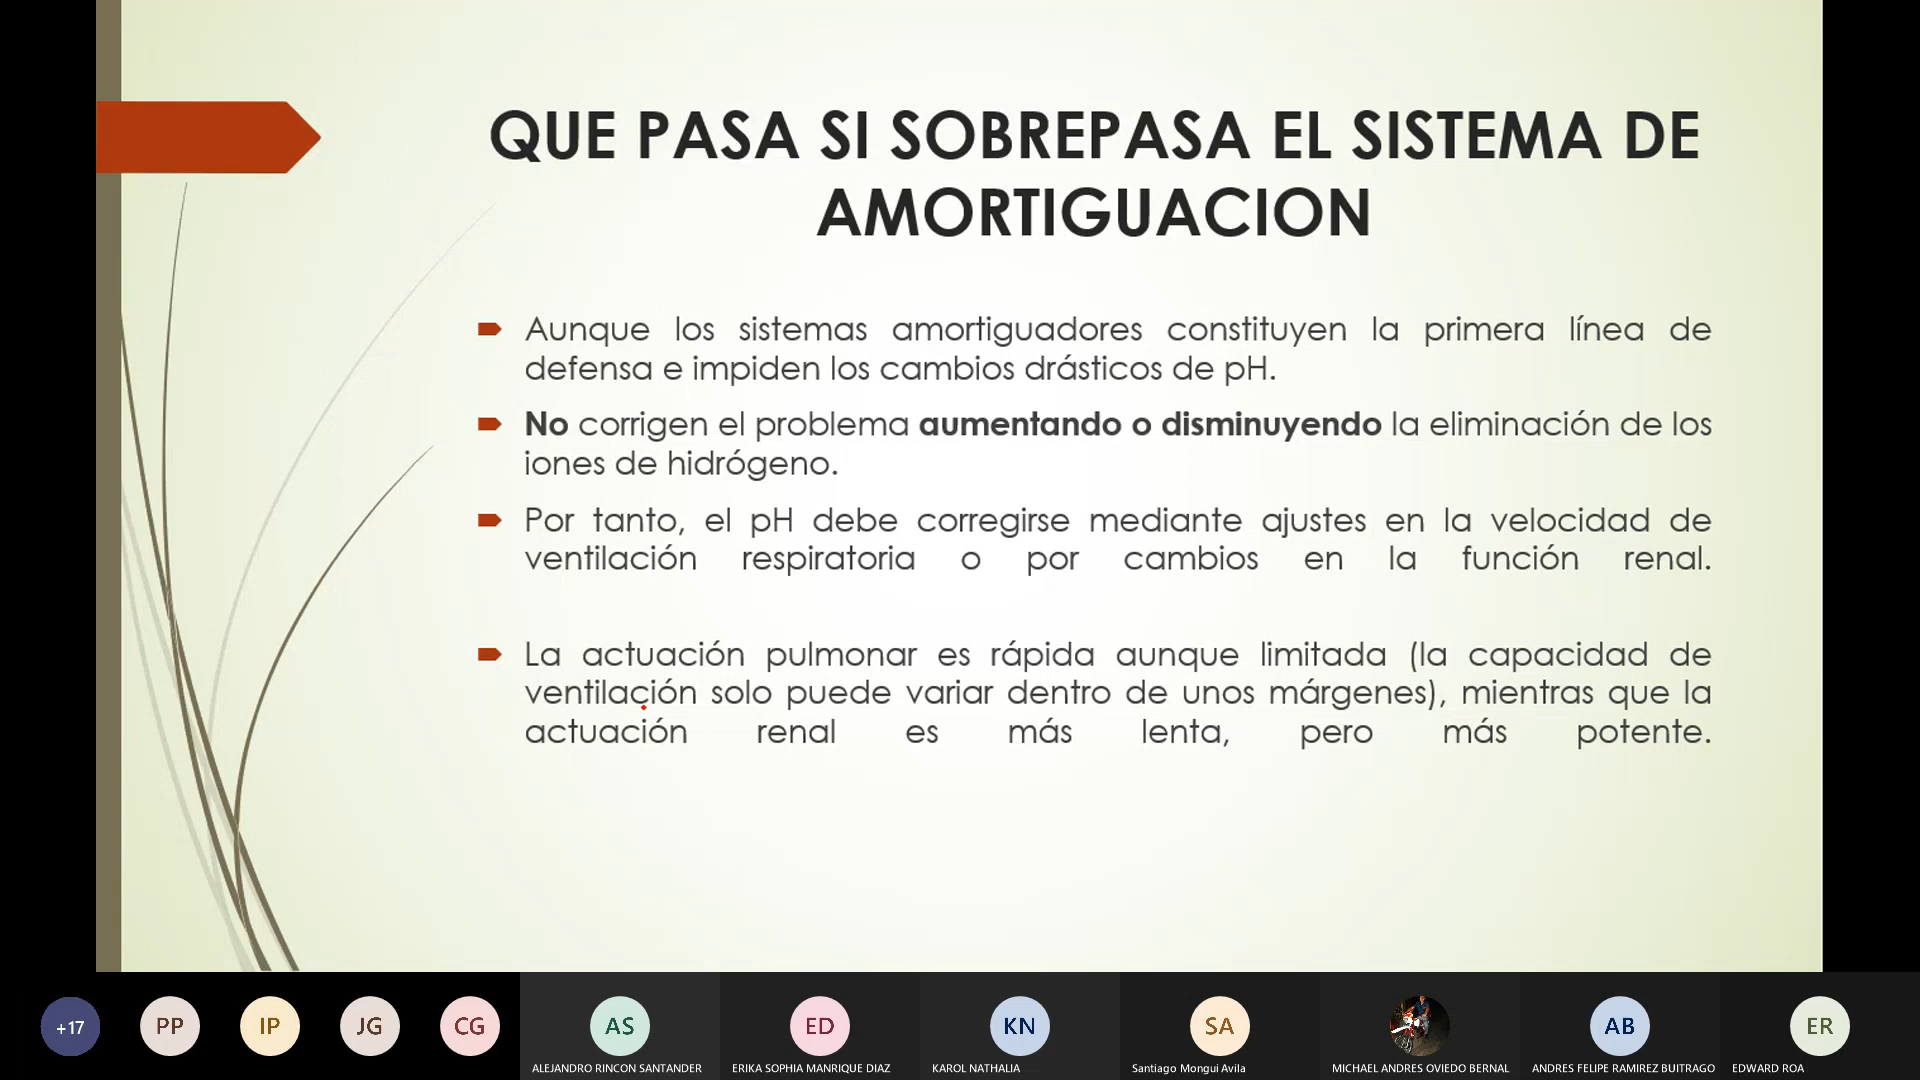 QUE PASA SI SOBREPASA EL SISTEMA DE
AMORTIGUACION
Aunque los sistemas amortiguadores constituyen la primera línea de
defensa e impiden los cambios drásticos de pH.
No corrigen el problema aumentando o disminuyendo la eliminación de los
iones de hidrógeno.
Por tanto, el pH debe corregirse mediante ajustes en la velocidad de
ventilación respiratoria o por cambios en la función renal.
La actuación pulmonar es rápida aunque limitada (la capacidad de
ventilación solo puede variar dentro de unos márgenes), mientras que la
actuación renal es más lenta, pero más potente.
+17
PP
IP
JG
CG
AS
ED
KN
SA
AB
ER
ALEJANDRO RINCON SANTANDER
ERIKA SOPHIA MANRIQUE DIAZ
KAROL NATHALIA
Santiago Mongui Avila
MICHAEL ANDRES OVIEDO BERNAL
ANDRES FELIPE RAMIREZ BUITRAGO
EDWARD ROA